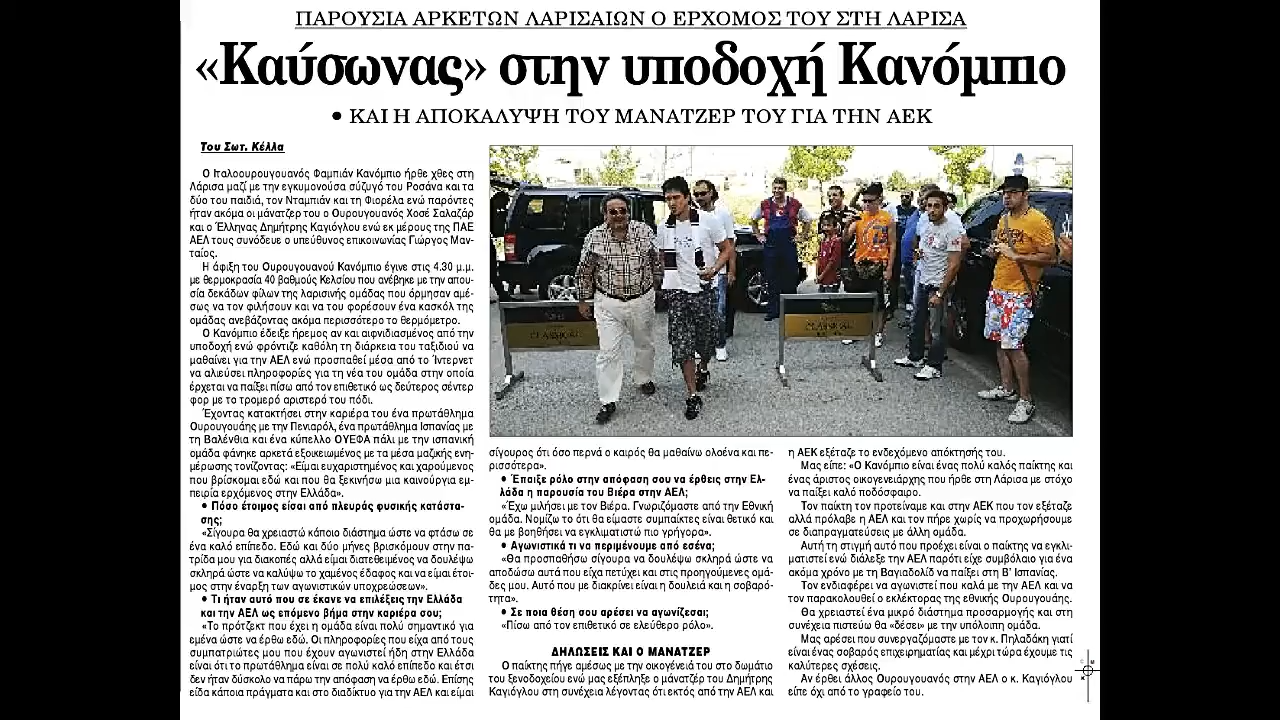 ΠΑΡΟΥΣΙΑ ΑΡΚΕΤΩΝ ΛΑΡΙΣΑΙΩΝ Ο ΕΡΧΟΜΟΣ ΤΟΥ ΣΤΗ ΛΑΡΙΣΑ
«Καύσωνας» στην υποδοχή Κανόμπιο
● ΚΑΙ Η ΑΠΟΚΑΛΥΨΗ ΤΟΥ ΜΑΝΑΤΖΕΡ ΤΟΥ ΓΙΑ ΤΗΝ ΑΕΚ
Του Σωτ. Κέλλα
Ο Ιταλοουρουγουανός Φαμπιάν Κανόμπιο ήρθε χθες στη
Λάρισα μαζί με την εγκυμονούσα σύζυγό του Ροσάνα και τα
δύο του παιδιά, τον Νταμπιάν και τη Φιορέλα ενώ παρόντες
ήταν ακόμα οι μάνατζερ του ο Ουρουγουανός Χοσέ Σαλαζάρ
και ο Έλληνας Δημήτρης Καγιόγλου ενώ εκ μέρους της ΠΑΕ
ΑΕΛ τους συνόδευε ο υπεύθυνος επικοινωνίας Γιώργος Μαν-
ταίος.
Η άφιξη του Ουρουγουανού Κανόμπιο έγινε στις 4.30 μ.μ.
με θερμοκρασία 40 βαθμούς Κελσίου που ανέβηκε με την απου-
σία δεκάδων φίλων της λαρισινής ομάδας που όρμησαν αμέ-
σως να τον φιλήσουν και να του φορέσουν ένα κασκόλ της
ομάδας ανεβάζοντας ακόμα περισσότερο το θερμόμετρο.
Ο Κανόμπιο έδειξε ήρεμος αν και αιφνιδιασμένος από την
υποδοχή ενώ φρόντιζε καθόλη τη διάρκεια του ταξιδιού να
μαθαίνει για την ΑΕΛ ενώ προσπαθεί μέσα από το Ίντερνετ
να αλιεύσει πληροφορίες για τη νέα του ομάδα στην οποία
έρχεται να παίξει πίσω από τον επιθετικό ως δεύτερος σέντερ
φορ με το τρομερό αριστερό του πόδι.
Έχοντας κατακτήσει στην καριέρα του ένα πρωτάθλημα
Ουρουγουάης με την Πενιαρόλ, ένα πρωτάθλημα Ισπανίας με
τη Βαλένθια και ένα κύπελλο ΟΥΕΦΑ πάλι με την ισπανική
ομάδα φάνηκε αρκετά εξοικειωμένος με τα μέσα μαζικής ενη-
μέρωσης τονίζοντας: «Είμαι ευχαριστημένος και χαρούμενος
που βρίσκομαι εδώ και που θα ξεκινήσω μια καινούργια εμ-
πειρία ερχόμενος στην Ελλάδα».
● Πόσο έτοιμος είσαι από πλευράς φυσικής κατάστα-
σης;
«Σίγουρα θα χρειαστώ κάποιο διάστημα ώστε να φτάσω σε
ένα καλό επίπεδο. Εδώ και δύο μήνες βρισκόμουν στην πα-
τρίδα μου για διακοπές αλλά είμαι διατεθειμένος να δουλέψω
σκληρά ώστε να καλύψω το χαμένος έδαφος και να είμαι έτοι-
μος στην έναρξη των αγωνιστικών υποχρεώσεων».
● Τι ήταν αυτό που σε έκανε να επιλέξεις την Ελλάδα
και την ΑΕΛ ως επόμενο βήμα στην καριέρα σου;
«Το πρότζεκτ που έχει η ομάδα είναι πολύ σημαντικό για
εμένα ώστε να έρθω εδώ. Οι πληροφορίες που είχα από τους
συμπατριώτες μου που έχουν αγωνιστεί ήδη στην Ελλάδα
είναι ότι το πρωτάθλημα είναι σε πολύ καλό επίπεδο και έτσι
δεν ήταν δύσκολο να πάρω την απόφαση να έρθω εδώ. Επίσης
είδα κάποια πράγματα και στο διαδίκτυο για την ΑΕΛ και είμαι
σίγουρος ότι όσο περνά ο καιρός θα μαθαίνω ολοένα και πε-
ρισσότερα».
● Έπαιξε ρόλο στην απόφαση σου να έρθεις στην Ελ-
λάδα η παρουσία του Βιέρα στην ΑΕΛ;
«Έχω μιλήσει με τον Βιέρα. Γνωριζόμαστε από την Εθνική
ομάδα. Νομίζω το ότι θα είμαστε συμπαίκτες είναι θετικό και
θα με βοηθήσει να εγκλιματιστώ πιο γρήγορα».
● Αγωνιστικά τι να περιμένουμε από εσένα;
«Θα προσπαθήσω σίγουρα να δουλέψω σκληρά ώστε να
αποδώσω αυτά που είχα πετύχει και στις προηγούμενες ομά-
δες μου. Αυτό που με διακρίνει είναι η δουλειά και η σοβαρό-
τητα».
● Σε ποια θέση σου αρέσει να αγωνίζεσαι;
«Πίσω από τον επιθετικό σε ελεύθερο ρόλο».
ΔΗΛΩΣΕΙΣ ΚΑΙ Ο ΜΑΝΑΤΖΕΡ
Ο παίκτης πήγε αμέσως με την οικογένειά του στο δωμάτιο
του ξενοδοχείου ενώ μας εξέπληξε ο μάνατζέρ του Δημήτρης
Καγιόγλου στη συνέχεια λέγοντας ότι εκτός από την ΑΕΛ και
η ΑΕΚ εξέταζε το ενδεχόμενο απόκτησής του.
Μας είπε: «Ο Κανόμπιο είναι ένας πολύ καλός παίκτης και
ένας άριστος οικογενειάρχης που ήρθε στη Λάρισα με στόχο
να παίξει καλό ποδόσφαιρο.
Τον παίκτη τον προτείναμε και στην ΑΕΚ που τον εξέταζε
αλλά πρόλαβε η ΑΕΛ και τον πήρε χωρίς να προχωρήσουμε
σε διαπραγματεύσεις με άλλη ομάδα.
Αυτή τη στιγμή αυτό που προέχει είναι ο παίκτης να εγκλι-
ματιστεί ενώ διάλεξε την ΑΕΛ παρότι είχε συμβόλαιο για ένα
ακόμα χρόνο με τη Βαγιαδολίδ να παίξει στη Β' Ισπανίας.
Τον ενδιαφέρει να αγωνιστεί που καλά με την ΑΕΛ και να
τον παρακολουθεί ο εκλέκτορας της εθνικής Ουρουγουάης.
Θα χρειαστεί ένα μικρό διάστημα προσαρμογής και στη
συνέχεια πιστεύω θα «δέσει» με την υπόλοιπη ομάδα.
Μας αρέσει που συνεργαζόμαστε με τον κ. Πηλαδάκη γιατί
είναι ένας σοβαρός επιχειρηματίας και μέχρι τώρα έχουμε τις
καλύτερες σχέσεις.
Αν έρθει άλλος Ουρουγουανός στην ΑΕΛ ο κ. Καγιόγλου
είπε όχι από το γραφείο του.